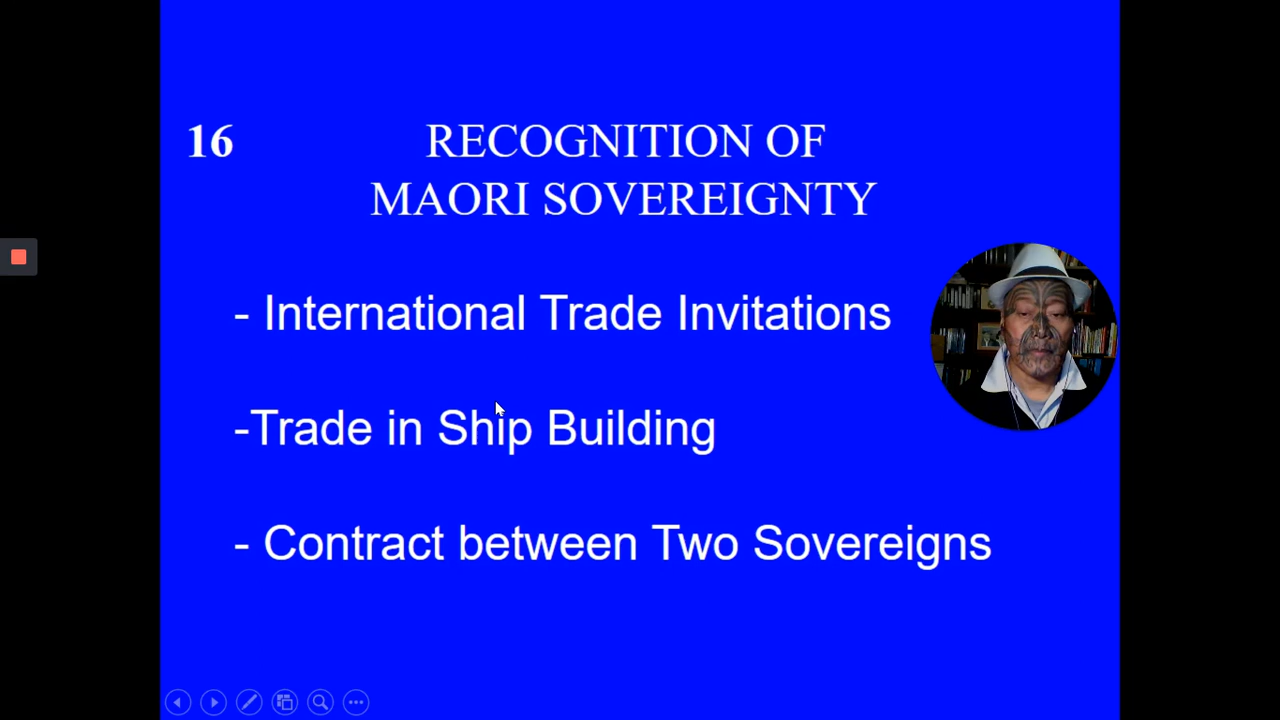 16 RECOGNITION OF
MAORI SOVEREIGNTY
- International Trade Invitations
-Trade in Ship Building
- Contract between Two Sovereigns